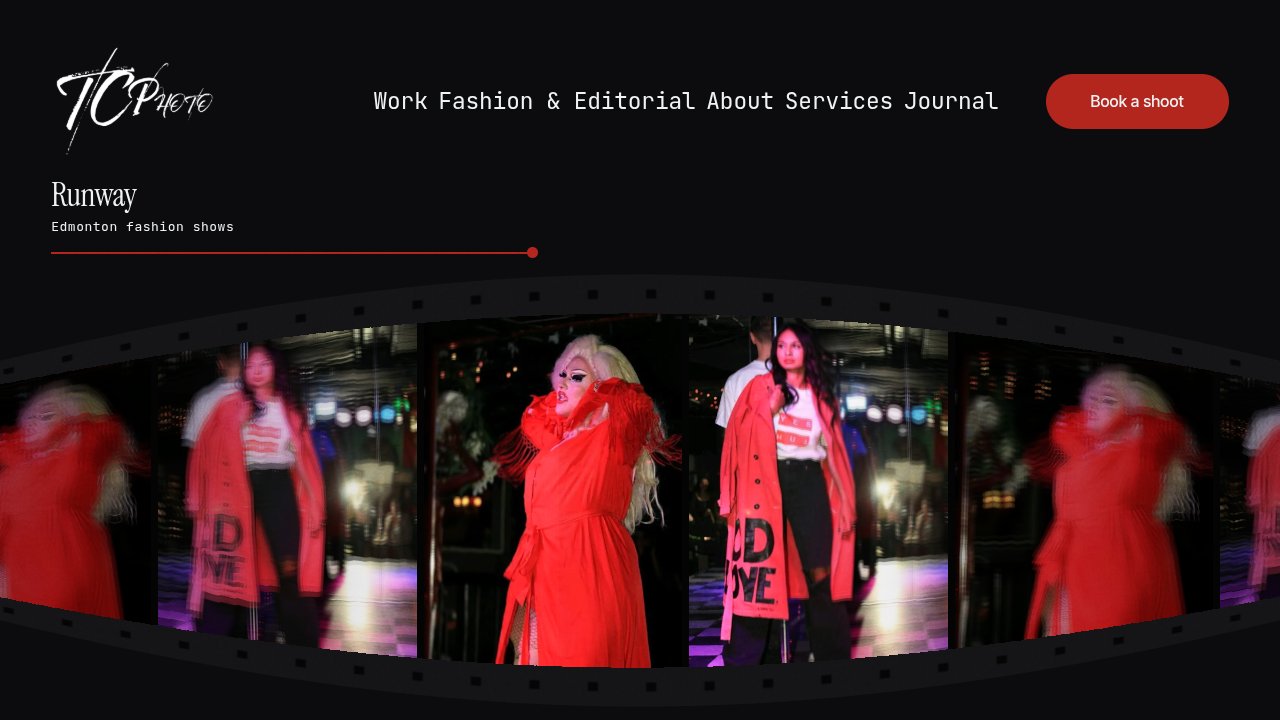 TCPHOTO
Work Fashion & Editorial About Services Journal
Book a shoot
Runway
Edmonton fashion shows